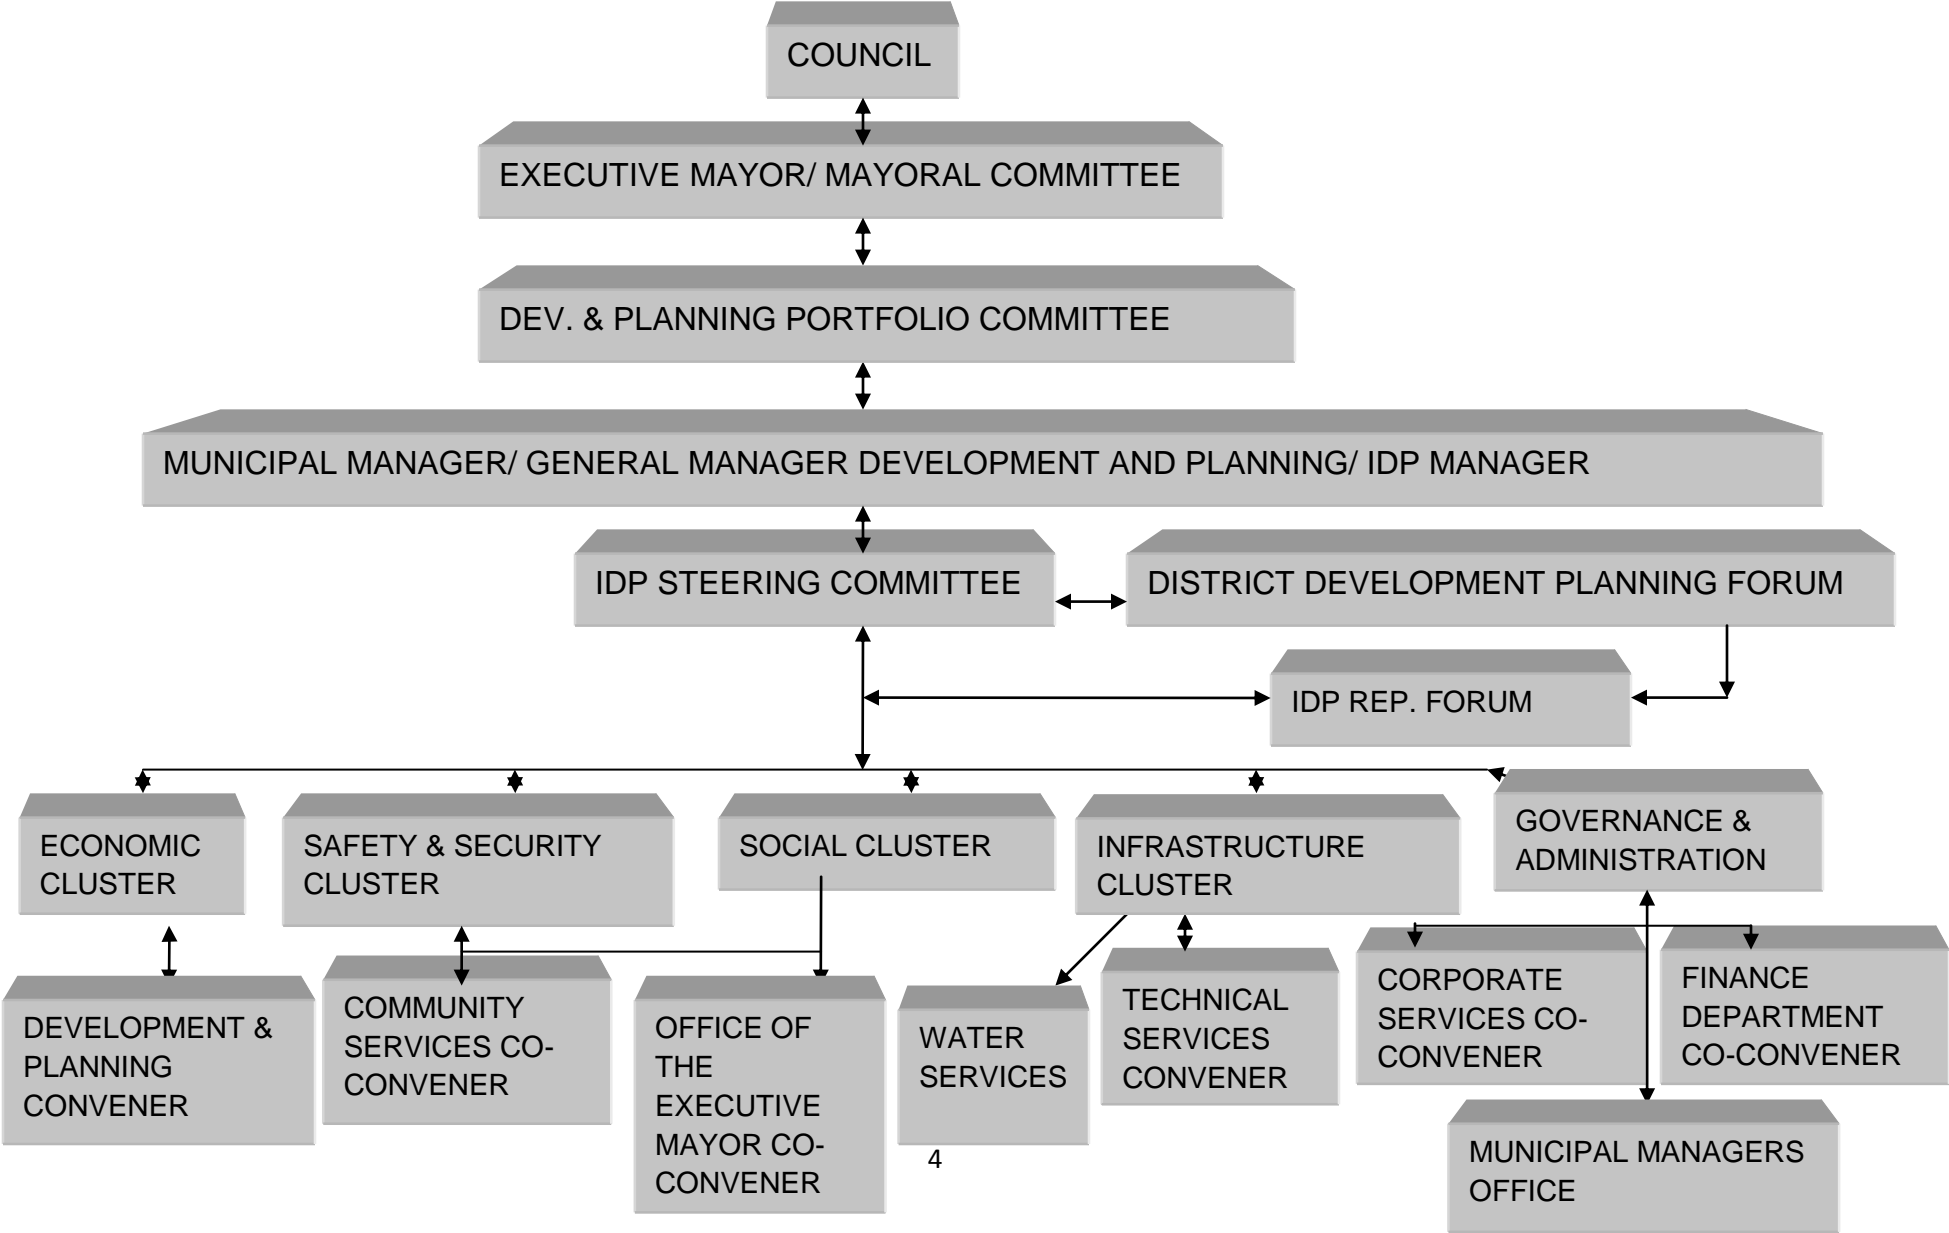 COUNCIL
EXECUTIVE MAYOR/ MAYORAL COMMITTEE
DEV. & PLANNING PORTFOLIO COMMITTEE
MUNICIPAL MANAGER/ GENERAL MANAGER DEVELOPMENT AND PLANNING/ IDP MANAGER
IDP STEERING COMMITTEE
DISTRICT DEVELOPMENT PLANNING FORUM
IDP REP. FORUM
ECONOMIC
CLUSTER
SAFETY & SECURITY
CLUSTER
SOCIAL CLUSTER
INFRASTRUCTURE
CLUSTER
GOVERNANCE &
ADMINISTRATION
DEVELOPMENT &
PLANNING
CONVENER
COMMUNITY
SERVICES CO-
CONVENER
OFFICE OF
THE
EXECUTIVE
MAYOR CO-
CONVENER
WATER
SERVICES
TECHNICAL
SERVICES
CONVENER
CORPORATE
SERVICES CO-
CONVENER
FINANCE
DEPARTMENT
CO-CONVENER
MUNICIPAL MANAGERS
OFFICE
4